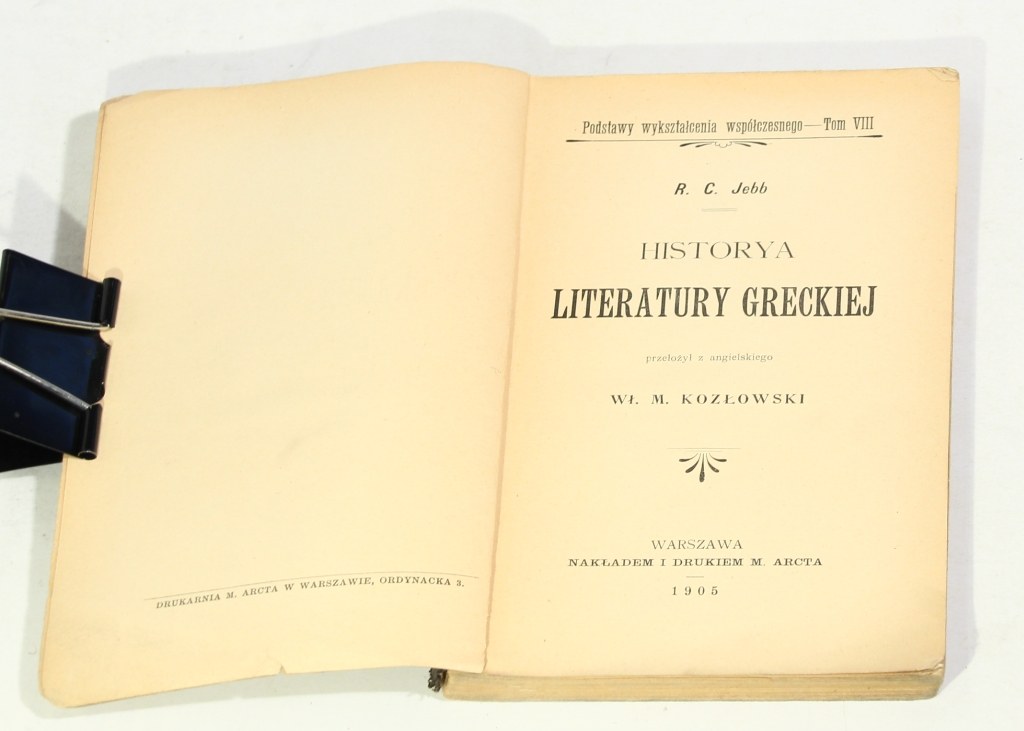 DRUKARNIA M. ARCTA W WARSZAWIE, ORDYNACKA 3.
Podstawy wykształcenia współczesnego—Tom VIII
R. C. Jebb
HISTORYA
LITERATURY GRECKIEJ
przełożył z angielskiego
Wł. M. KOZŁOWSKI
WARSZAWA
NAKŁADEM I DRUKIEM M. ARCTA
1905